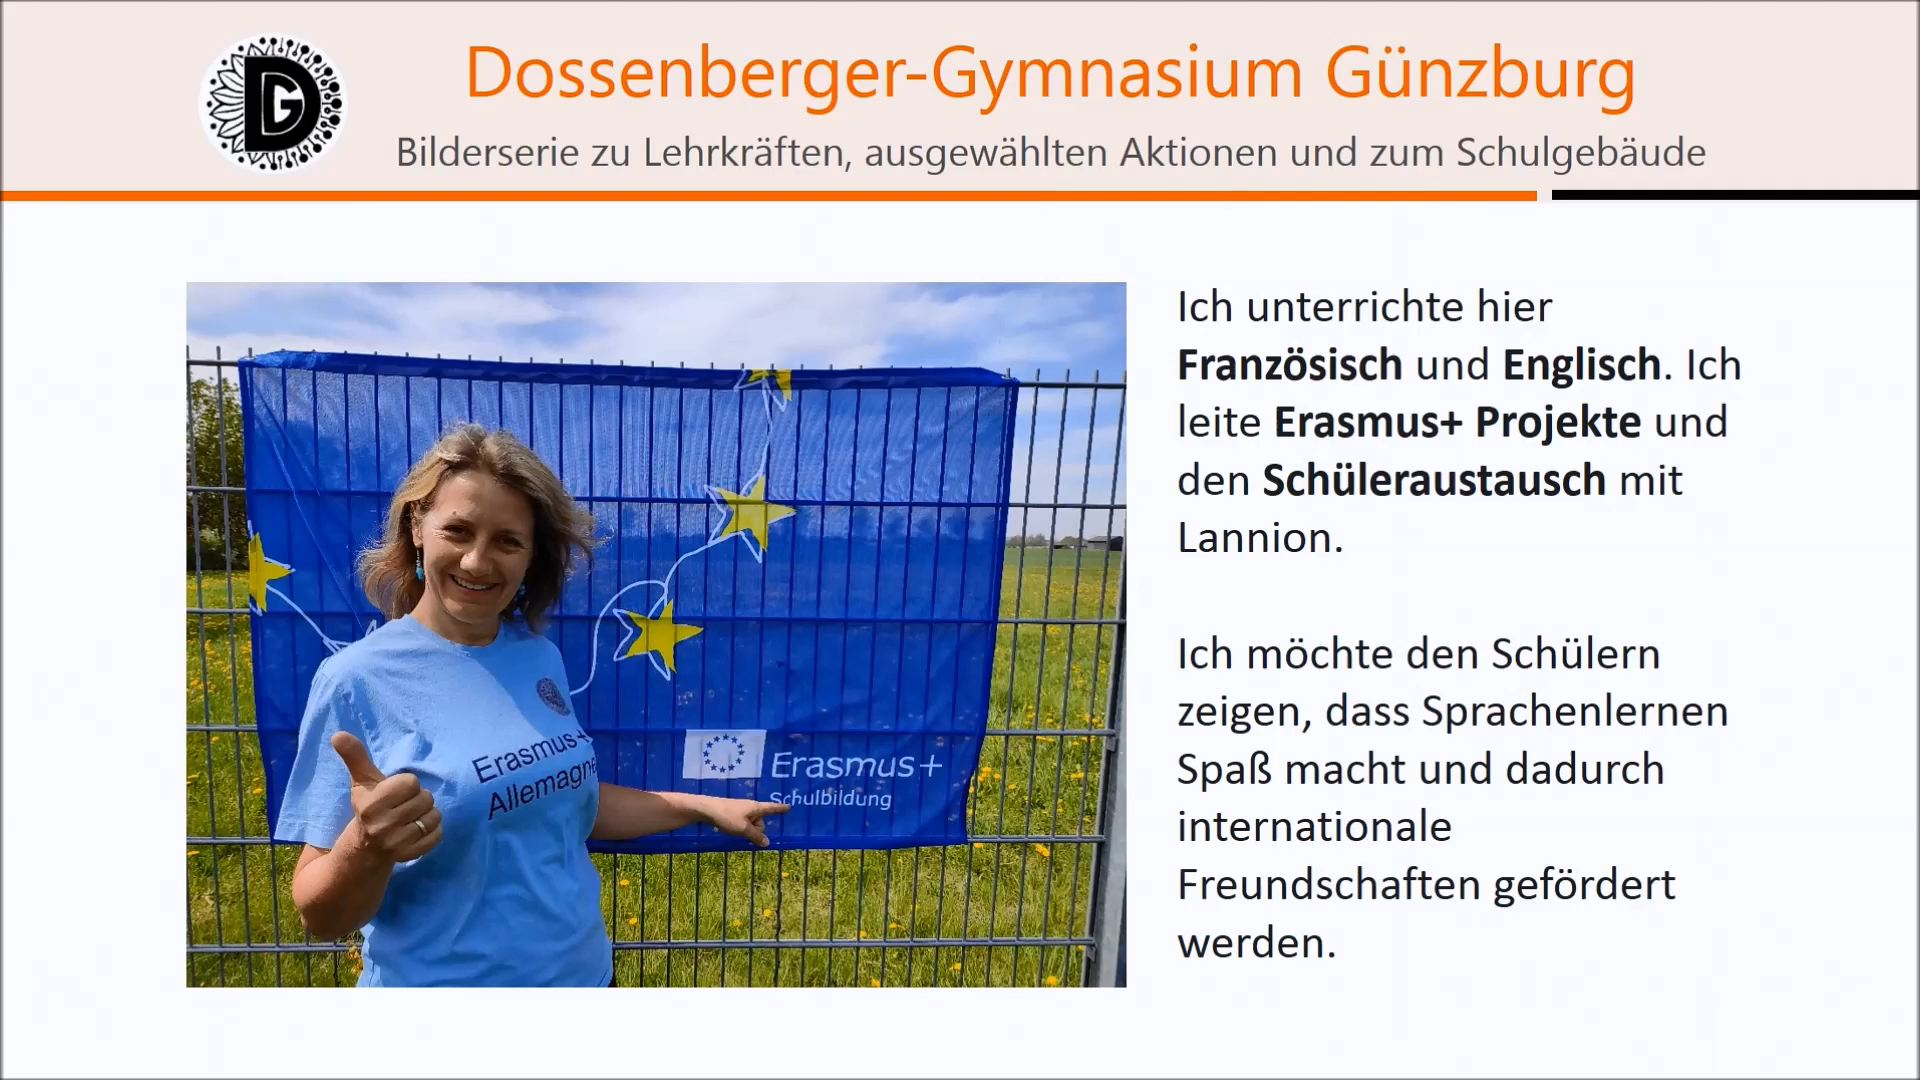 DG
Dossenberger-Gymnasium Günzburg
Bilderserie zu Lehrkräften, ausgewählten Aktionen und zum Schulgebäude
Ich unterrichte hier
Französisch und Englisch. Ich
leite Erasmus+ Projekte und
den Schüleraustausch mit
Lannion.
Ich möchte den Schülern
zeigen, dass Sprachenlernen
Spaß macht und dadurch
internationale
Freundschaften gefördert
werden.
Erasmus+
Allemagne
Erasmus+
Schulbildung